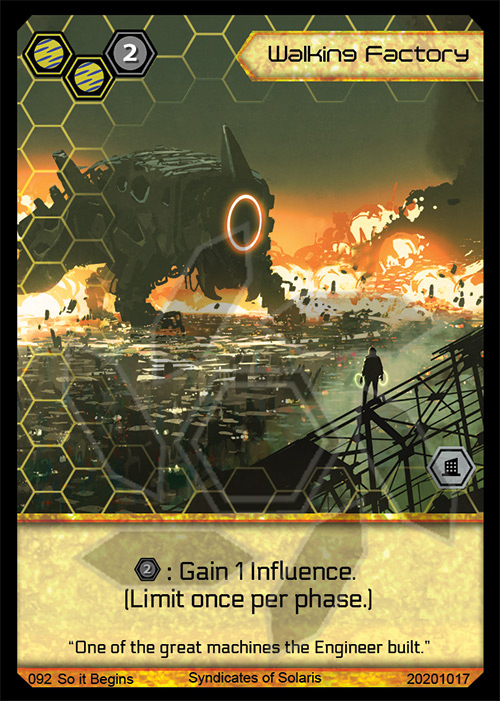 2
Walking Factory
2 : Gain 1 Influence.
(Limit once per phase.)
“One of the great machines the Engineer built.”
092 So it Begins
Syndicates of Solaris
20201017